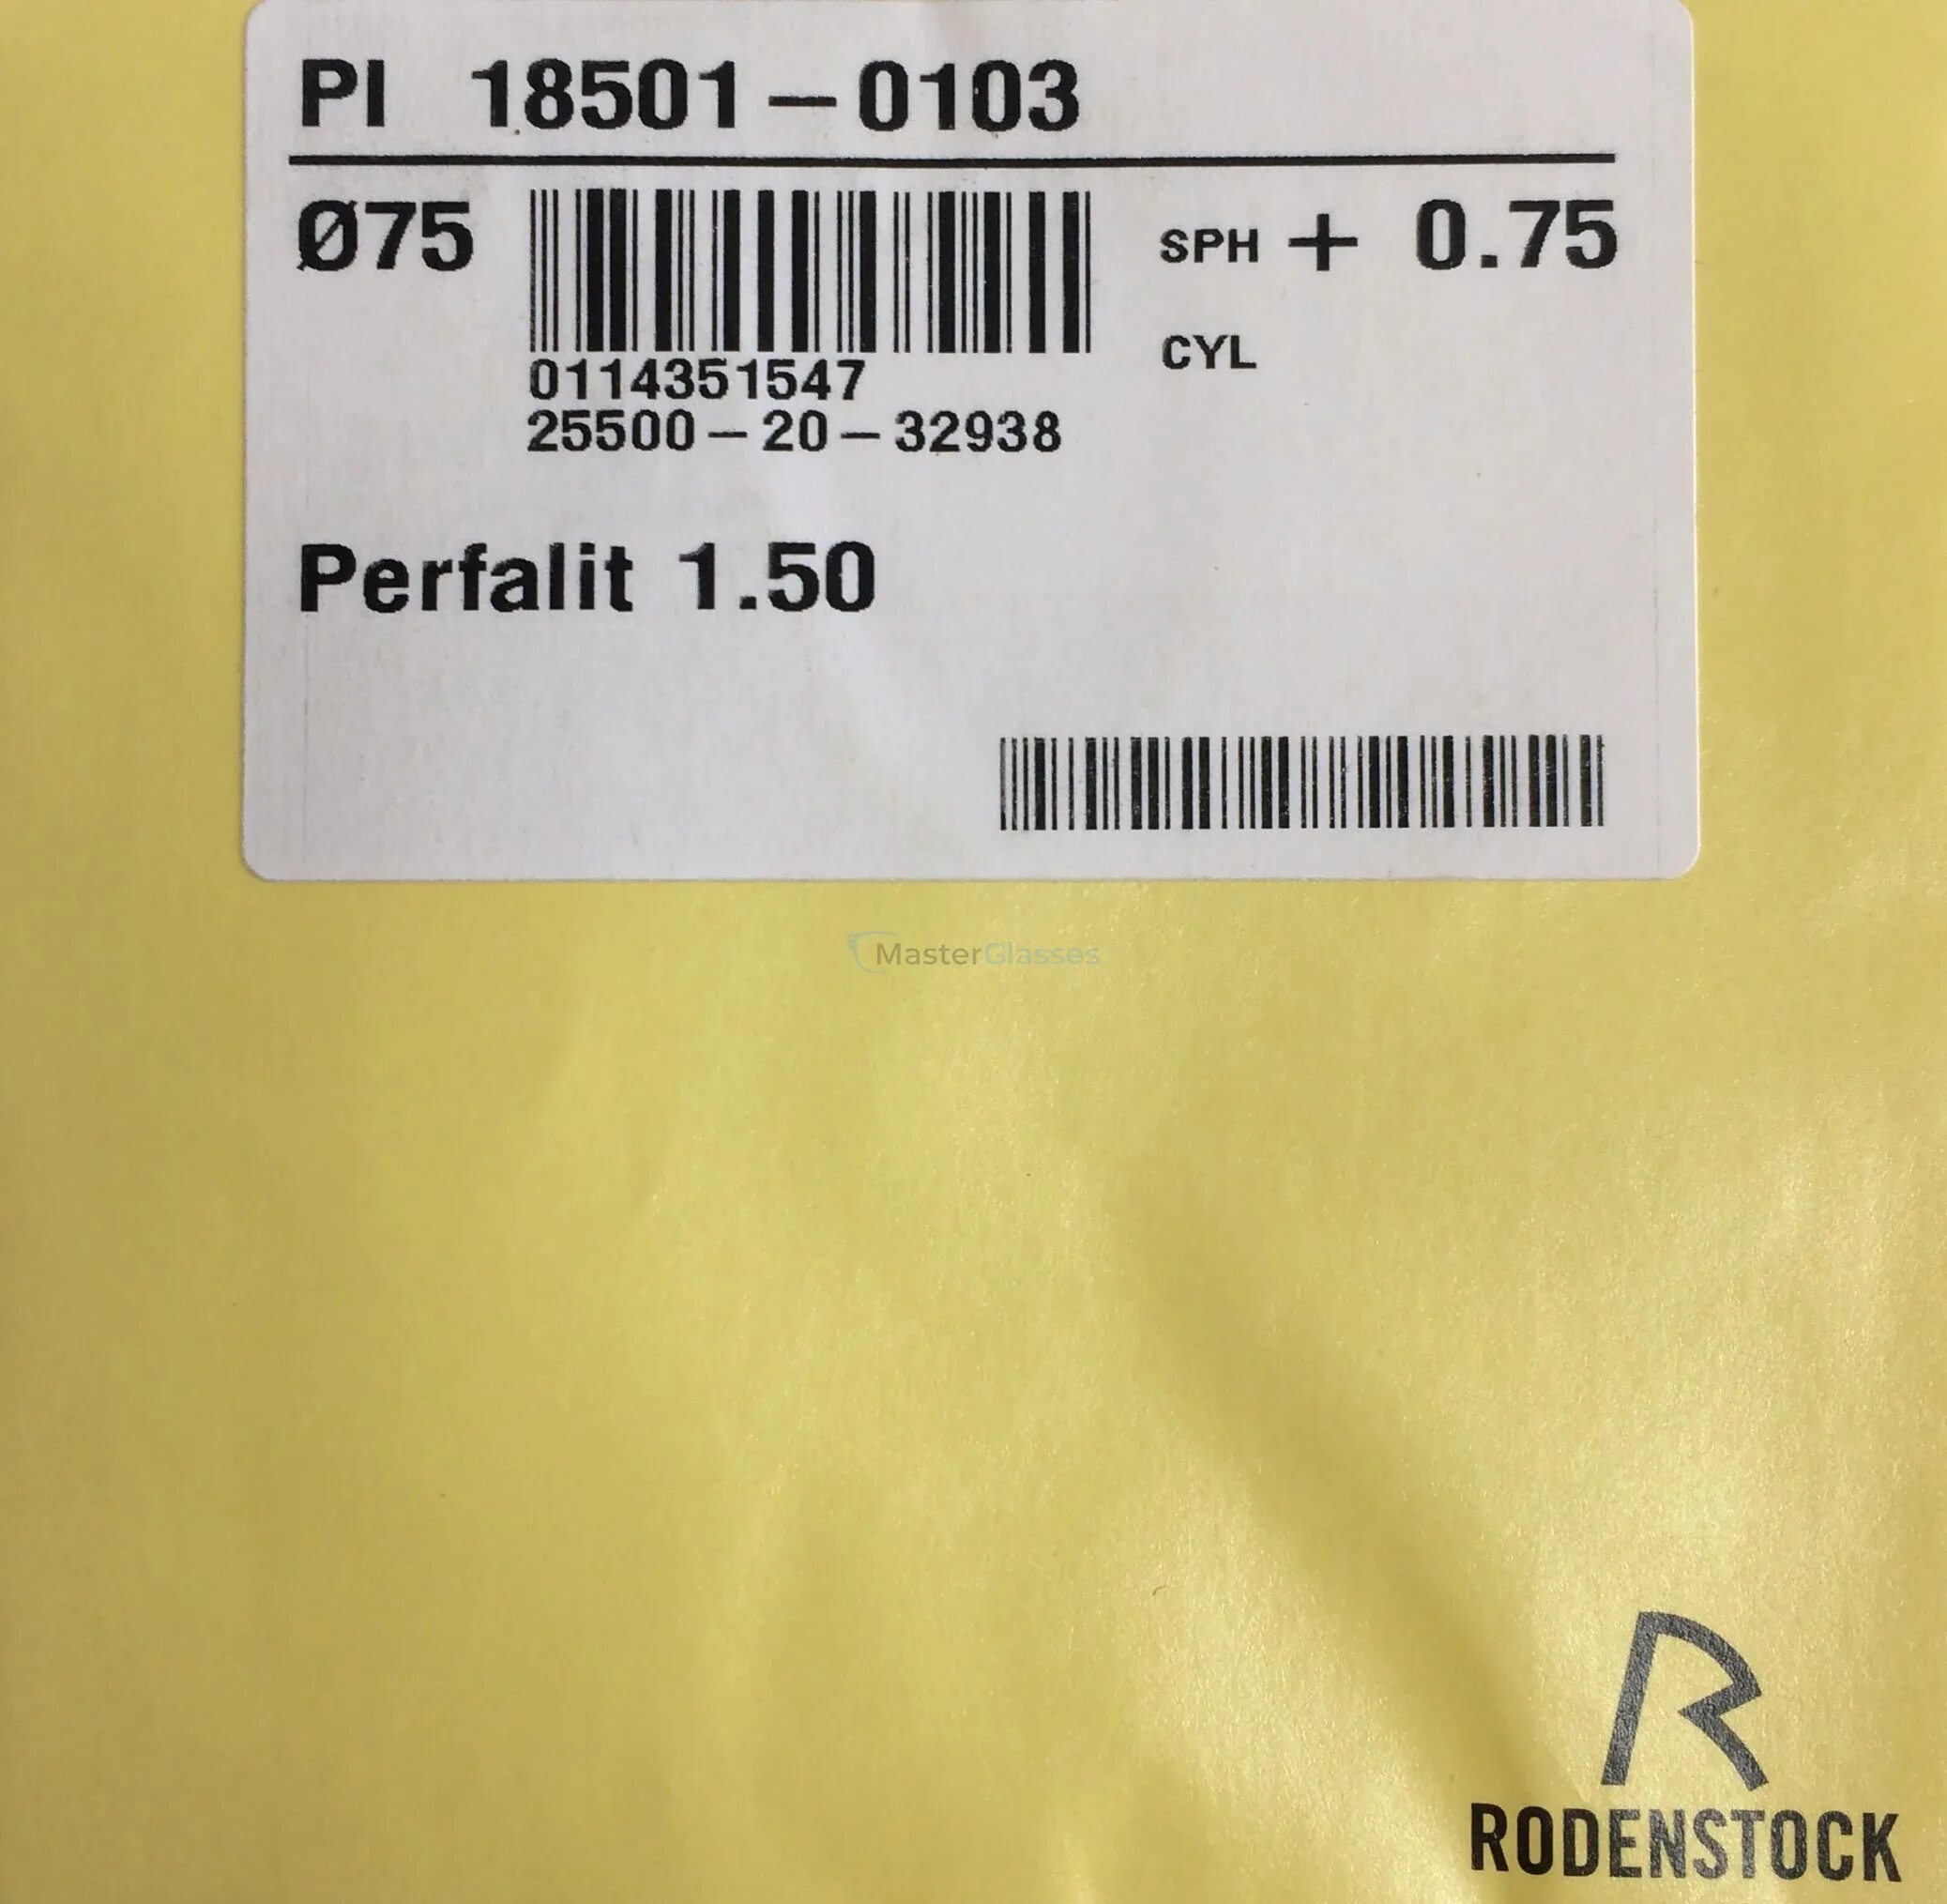 PI 18501-0103
Ø75
SPH + 0.75
CYL
0114351547
25500-20-32938
Perfalit 1.50
MasterGlasses
RODENSTOCK